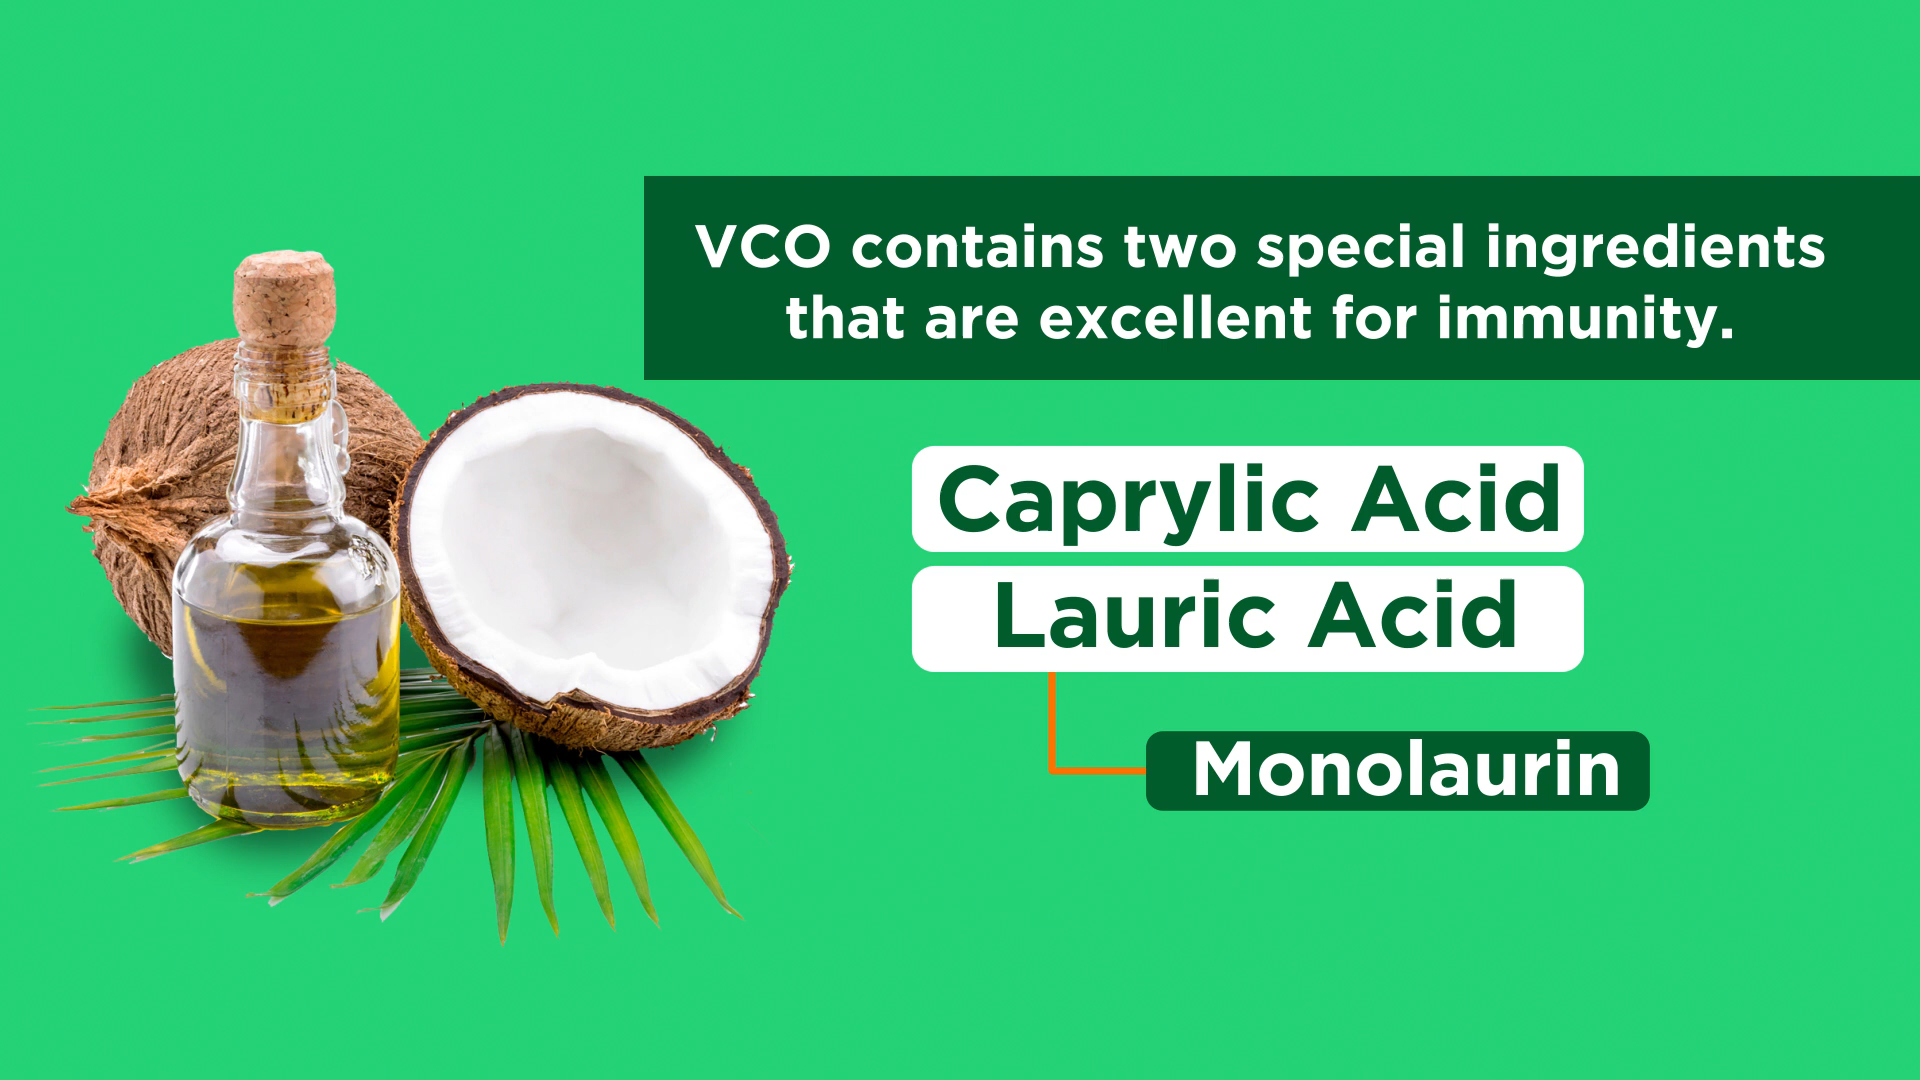 VCO contains two special ingredients
that are excellent for immunity.
Caprylic Acid
Lauric Acid
Monolaurin